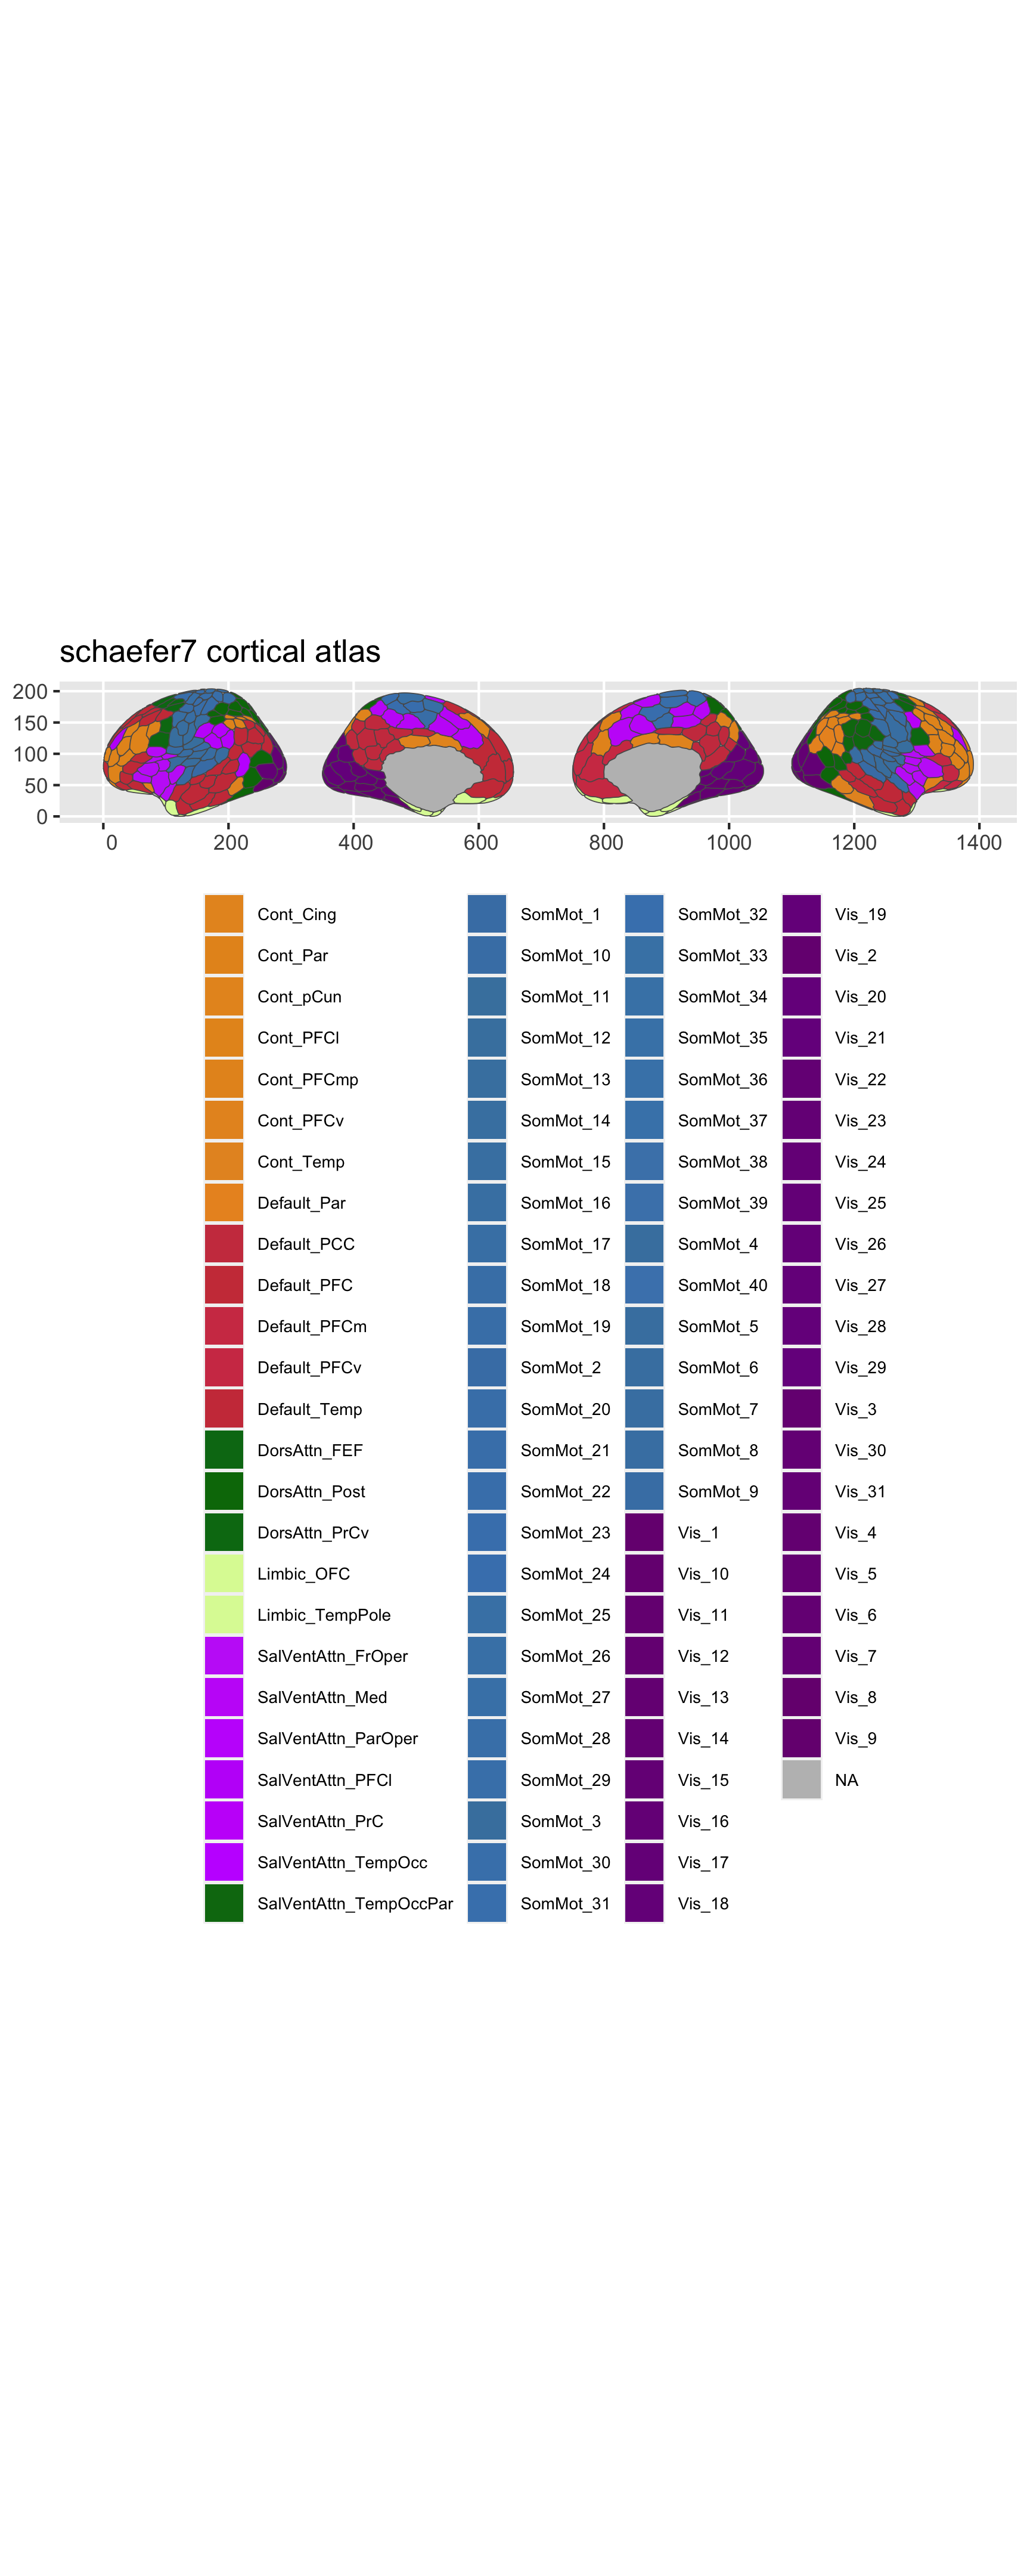 schaefer7 cortical atlas
200
150
100
50
0
0 200 400 600 800 1000 1200 1400
Cont_Cing
Cont_Par
Cont_pCun
Cont_PFCl
Cont_PFCmp
Cont_PFCv
Cont_Temp
Default_Par
Default_PCC
Default_PFC
Default_PFCm
Default_PFCv
Default_Temp
DorsAttn_FEF
DorsAttn_Post
DorsAttn_PrCv
Limbic_OFC
Limbic_TempPole
SalVentAttn_FrOper
SalVentAttn_Med
SalVentAttn_ParOper
SalVentAttn_PFCl
SalVentAttn_PrC
SalVentAttn_TempOcc
SalVentAttn_TempOccPar
SomMot_1
SomMot_10
SomMot_11
SomMot_12
SomMot_13
SomMot_14
SomMot_15
SomMot_16
SomMot_17
SomMot_18
SomMot_19
SomMot_2
SomMot_20
SomMot_21
SomMot_22
SomMot_23
SomMot_24
SomMot_25
SomMot_26
SomMot_27
SomMot_28
SomMot_29
SomMot_3
SomMot_30
SomMot_31
SomMot_32
SomMot_33
SomMot_34
SomMot_35
SomMot_36
SomMot_37
SomMot_38
SomMot_39
SomMot_4
SomMot_40
SomMot_5
SomMot_6
SomMot_7
SomMot_8
SomMot_9
Vis_1
Vis_10
Vis_11
Vis_12
Vis_13
Vis_14
Vis_15
Vis_16
Vis_17
Vis_18
Vis_19
Vis_2
Vis_20
Vis_21
Vis_22
Vis_23
Vis_24
Vis_25
Vis_26
Vis_27
Vis_28
Vis_29
Vis_3
Vis_30
Vis_31
Vis_4
Vis_5
Vis_6
Vis_7
Vis_8
Vis_9
NA